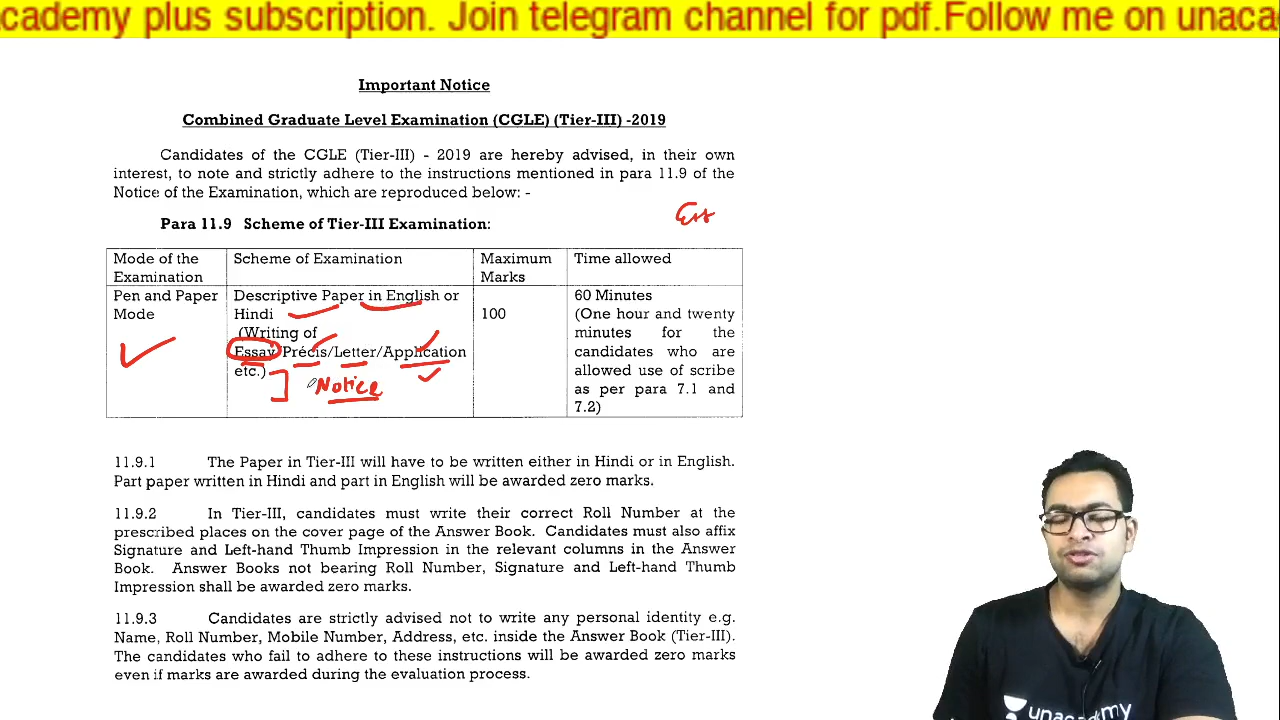 cademy plus subscription. Join telegram channel for pdf.Follow me on unaca
Important Notice
Combined Graduate Level Examination (CGLE) (Tier-III) -2019
Candidates of the CGLE (Tier-III) - 2019 are hereby advised, in their own
interest, to note and strictly adhere to the instructions mentioned in para 11.9 of the
Notice of the Examination, which are reproduced below: -
Para 11.9 Scheme of Tier-III Examination:
Mode of the Examination
Scheme of Examination
Maximum Marks
Time allowed
Pen and Paper
Mode
Descriptive Paper in English or
Hindi
(Writing of
Essay/Précis/Letter/Application
etc.)
Notice
100
60 Minutes
(One hour and twenty
minutes for the
candidates who are
allowed use of scribe
as per para 7.1 and
7.2)
11.9.1 The Paper in Tier-III will have to be written either in Hindi or in English.
Part paper written in Hindi and part in English will be awarded zero marks.
11.9.2 In Tier-III, candidates must write their correct Roll Number at the
prescribed places on the cover page of the Answer Book. Candidates must also affix
Signature and Left-hand Thumb Impression in the relevant columns in the Answer
Book. Answer Books not bearing Roll Number, Signature and Left-hand Thumb
Impression shall be awarded zero marks.
11.9.3 Candidates are strictly advised not to write any personal identity e.g.
Name, Roll Number, Mobile Number, Address, etc. inside the Answer Book (Tier-III).
The candidates who fail to adhere to these instructions will be awarded zero marks
even if marks are awarded during the evaluation process.
unacademy